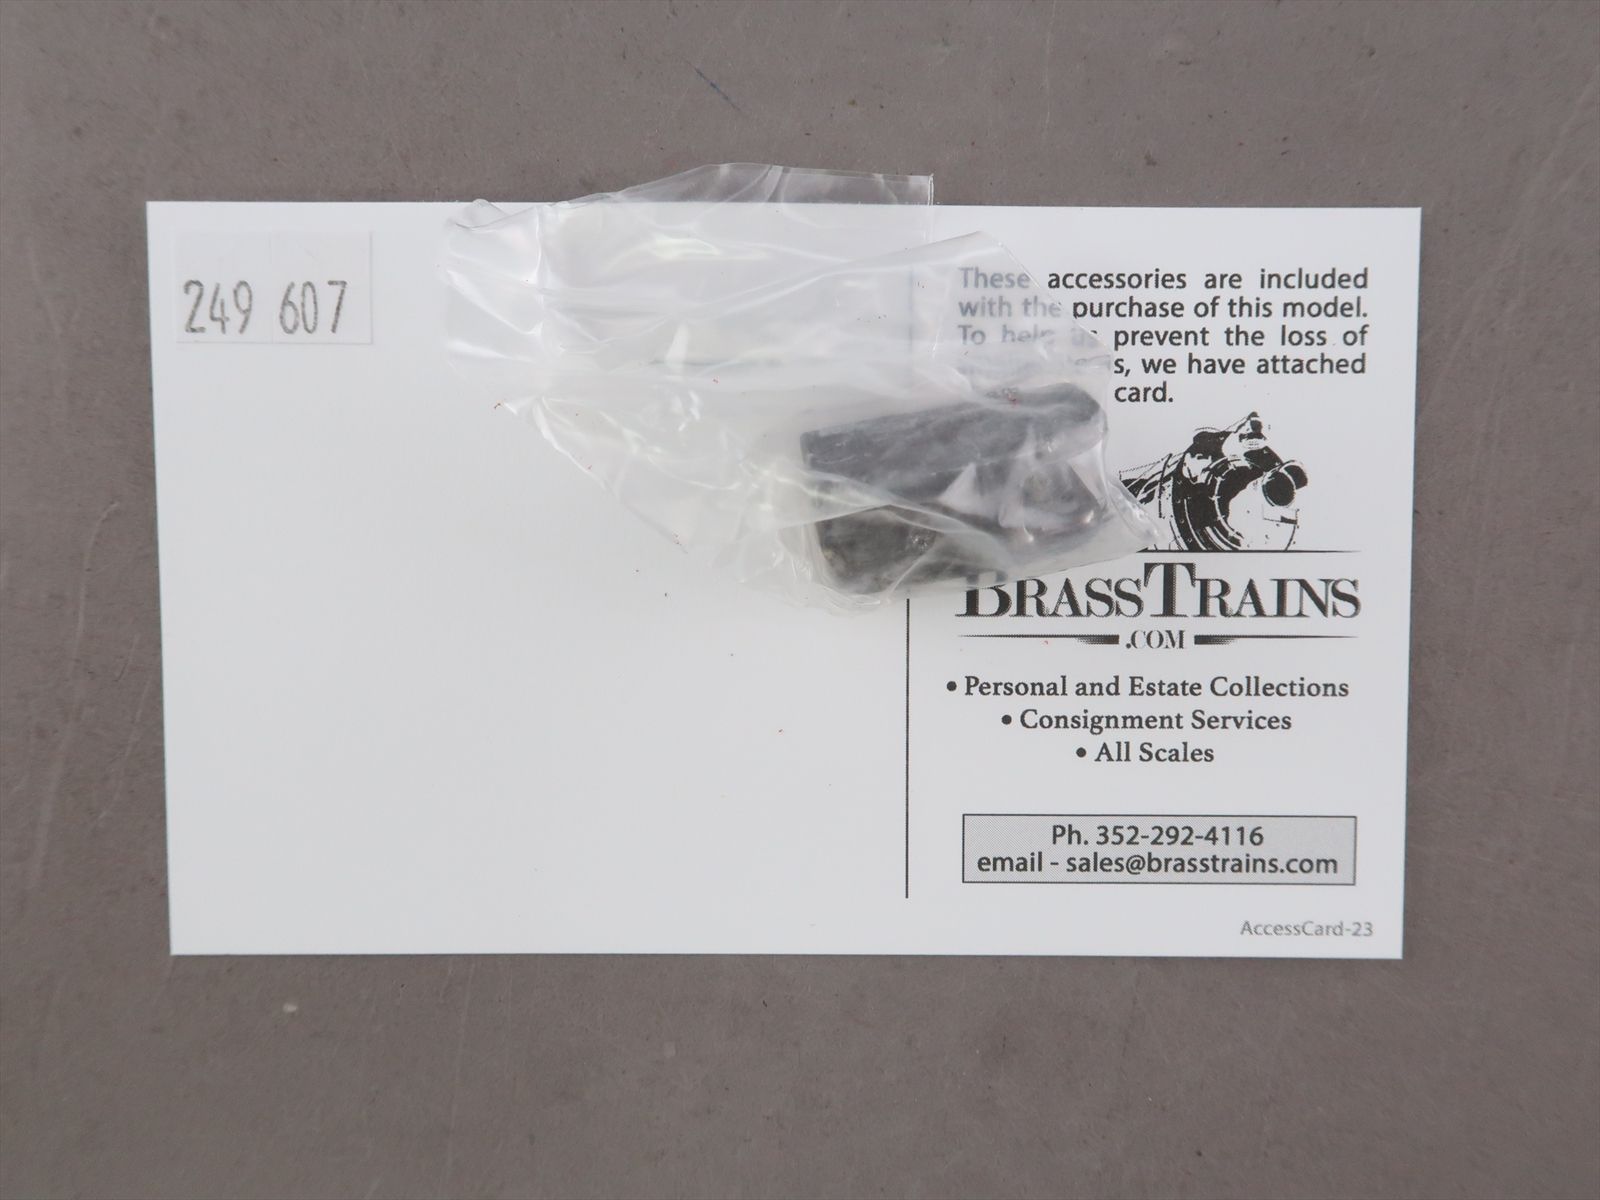 249 607
These accessories are included
with the purchase of this model.
To help us prevent the loss of
s, we have attached
card.
BRASSTRAINS
.COM
• Personal and Estate Collections
• Consignment Services
• All Scales
Ph. 352-292-4116
email - sales@brasstrains.com
AccessCard-23